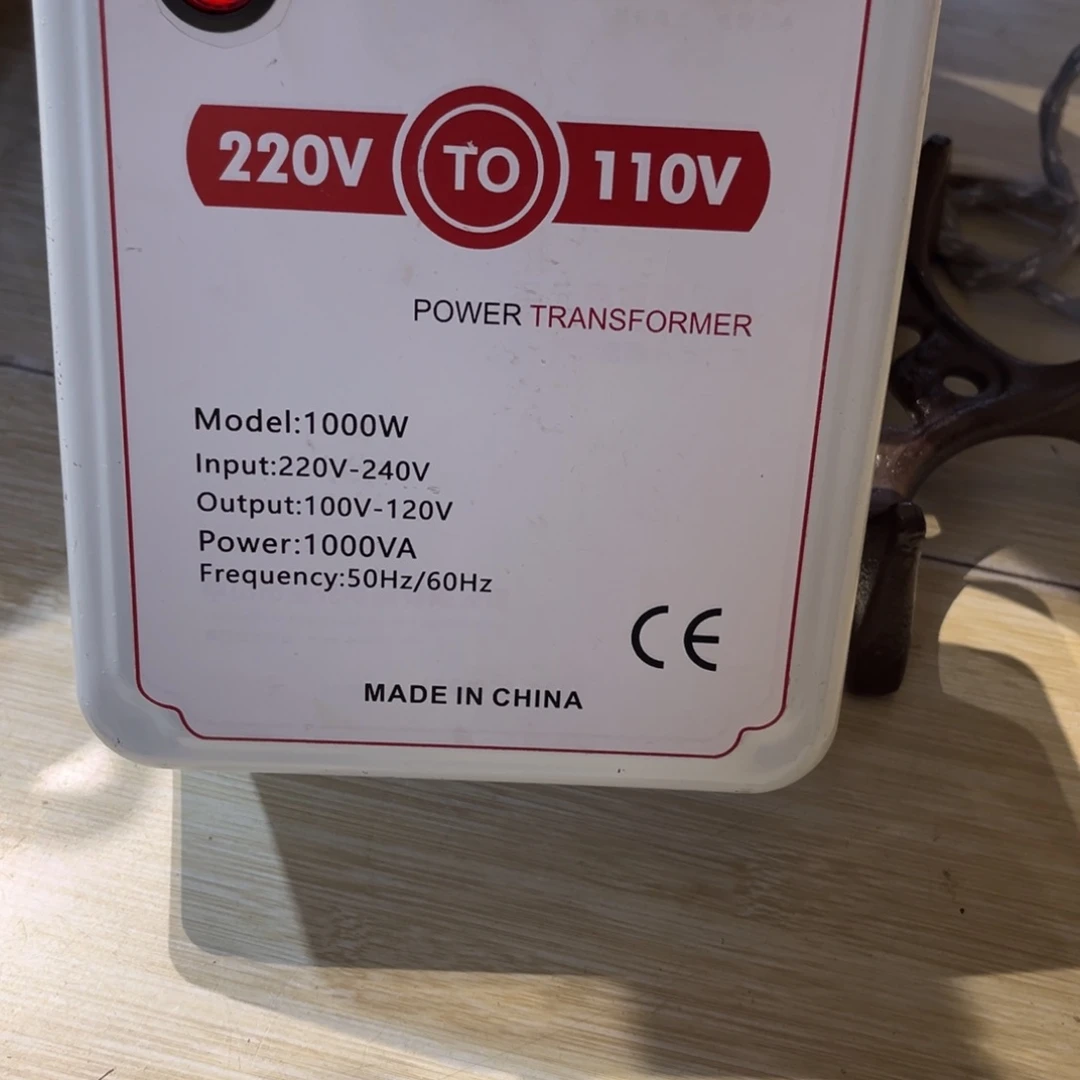 220V TO 110V
POWER TRANSFORMER
Model:1000W
Input:220V-240V
Output:100V-120V
Power:1000VA
Frequency:50Hz/60Hz
CE
MADE IN CHINA